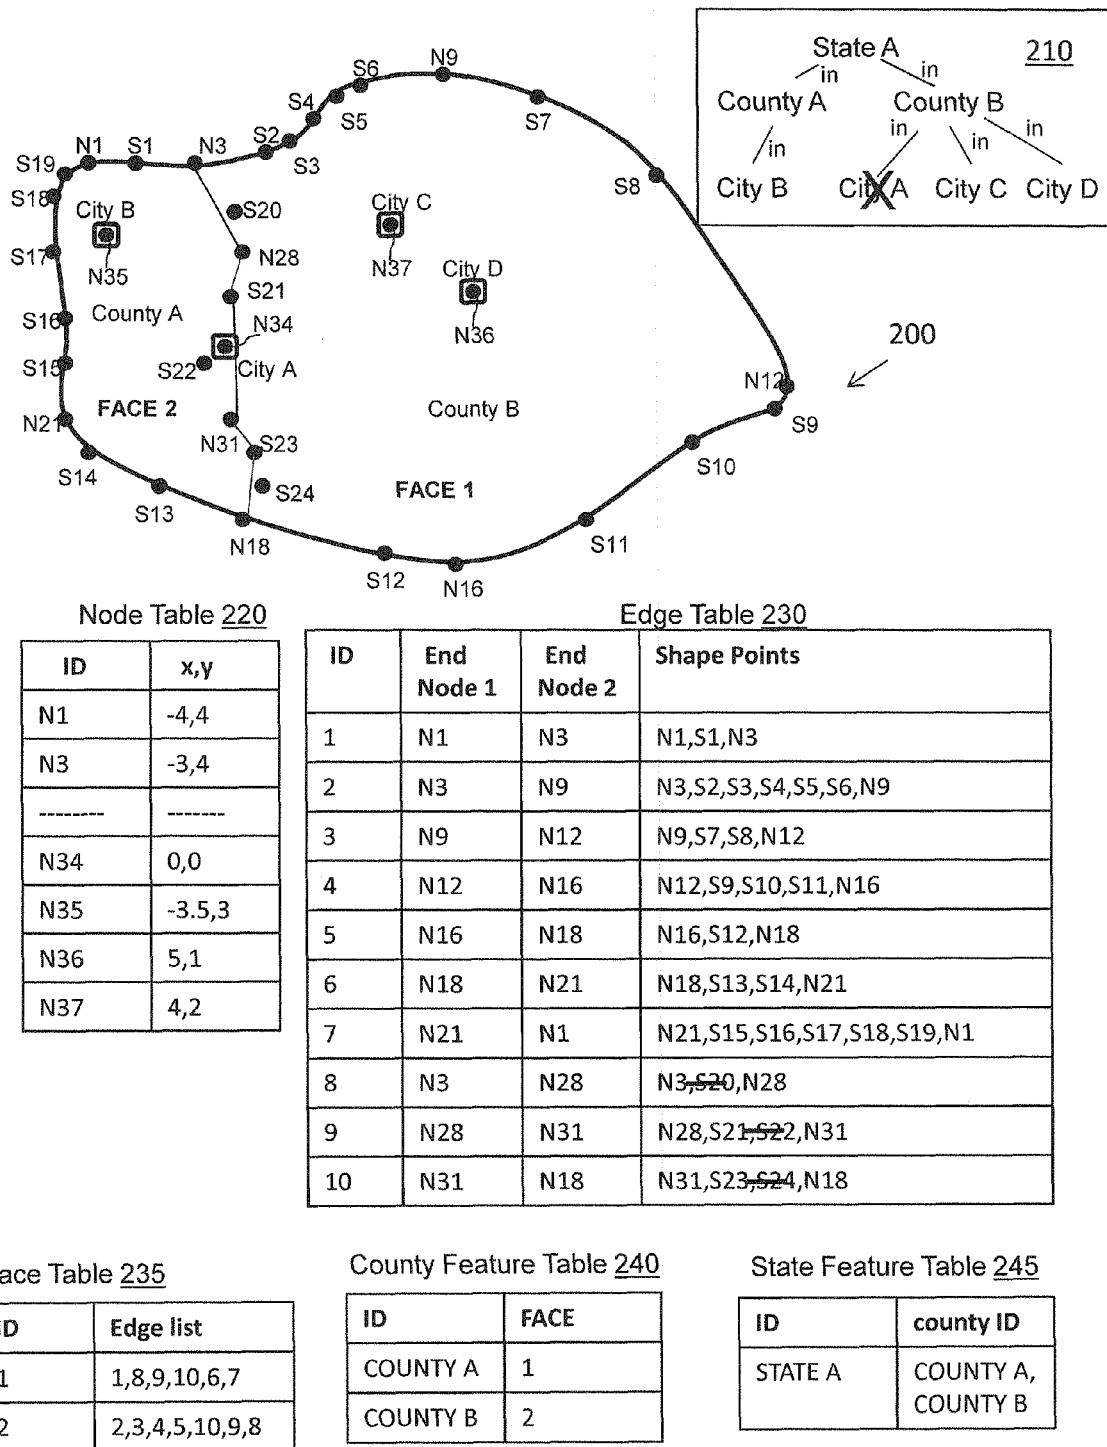 State A 210
in in
County A County B
in in in in
City B City A City C City D
N9
S6
S4 S5 S7
N1 S1 N3 S2 S3
S19 S8
S18 City B S20 City C
S17 N35 N28 N37 City D
S21
County A N34 N36
S16 200
S15 S22 City A N12
FACE 2 County B S9
N21 N31 S23 S10
S14 S24 FACE 1
S13 N18 S11
S12 N16
Node Table 220
ID x,y
N1 -4,4
N3 -3,4
-------- -------
N34 0,0
N35 -3.5,3
N36 5,1
N37 4,2
Edge Table 230
ID End Node 1 End Node 2 Shape Points
1 N1 N3 N1,S1,N3
2 N3 N9 N3,S2,S3,S4,S5,S6,N9
3 N9 N12 N9,S7,S8,N12
4 N12 N16 N12,S9,S10,S11,N16
5 N16 N18 N16,S12,N18
6 N18 N21 N18,S13,S14,N21
7 N21 N1 N21,S15,S16,S17,S18,S19,N1
8 N3 N28 N3,S20,N28
9 N28 N31 N28,S21,S22,N31
10 N31 N18 N31,S23,S24,N18
ace Table 235
D Edge list
1 1,8,9,10,6,7
2 2,3,4,5,10,9,8
County Feature Table 240
ID FACE
COUNTY A 1
COUNTY B 2
State Feature Table 245
ID county ID
STATE A COUNTY A,
COUNTY B